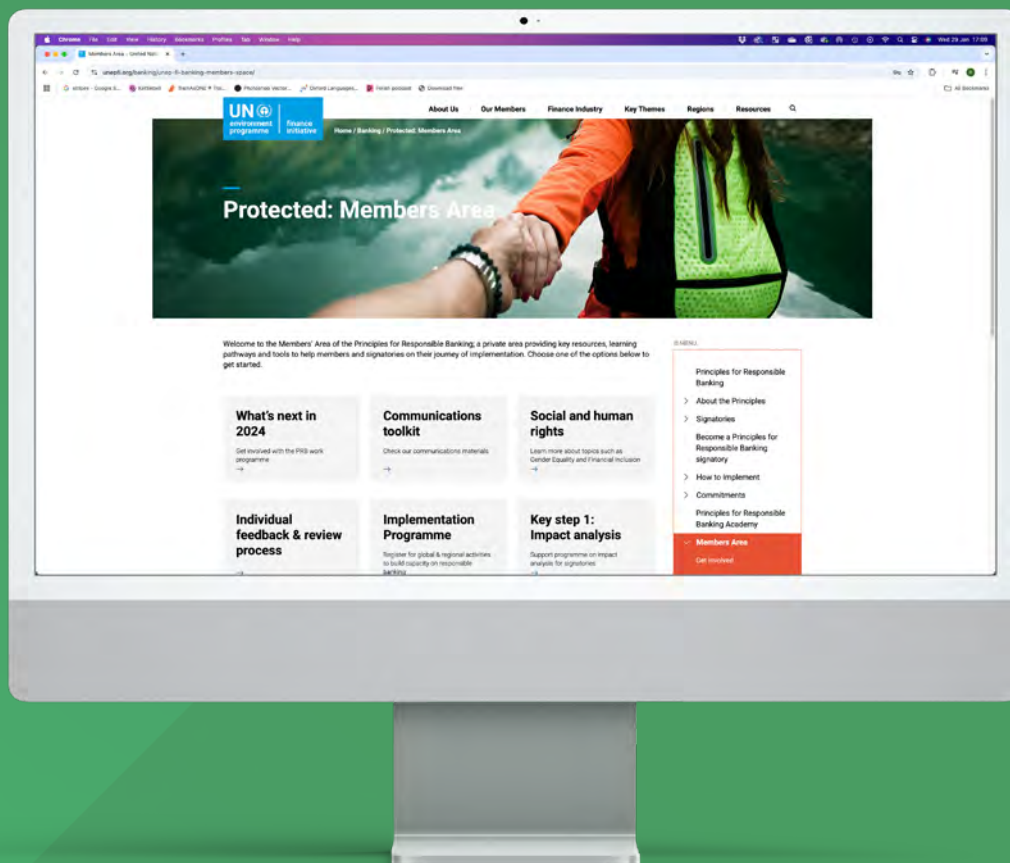 Chrome File Edit View History Bookmarks Profiles Tab Window Help
Wed 29 Jan 17:09
Members Area - United Nati
unepfi.org/banking/unep-fi-banking-members-space/
All Bookmarks
UN
environment
programme
finance
initiative
About Us Our Members Finance Industry Key Themes Regions Resources
Home / Banking / Protected: Members Area
Protected: Members Area
Welcome to the Members' Area of the Principles for Responsible Banking; a private area providing key resources, learning
pathways and tools to help members and signatories on their journey of implementation. Choose one of the options below to
get started.
What's next in
2024
Get involved with the PRB work
programme
Communications
toolkit
Check our communications materials
Social and human
rights
Learn more about topics such as
Gender Equality and Financial Inclusion
Individual
feedback & review
process
Implementation
Programme
Register for global & regional activities
to build capacity on responsible
banking
Key step 1:
Impact analysis
Support programme on impact
analysis for signatories
MENU
Principles for Responsible
Banking
About the Principles
Signatories
Become a Principles for
Responsible Banking
signatory
How to implement
Commitments
Principles for Responsible
Banking Academy
Members Area
Get involved